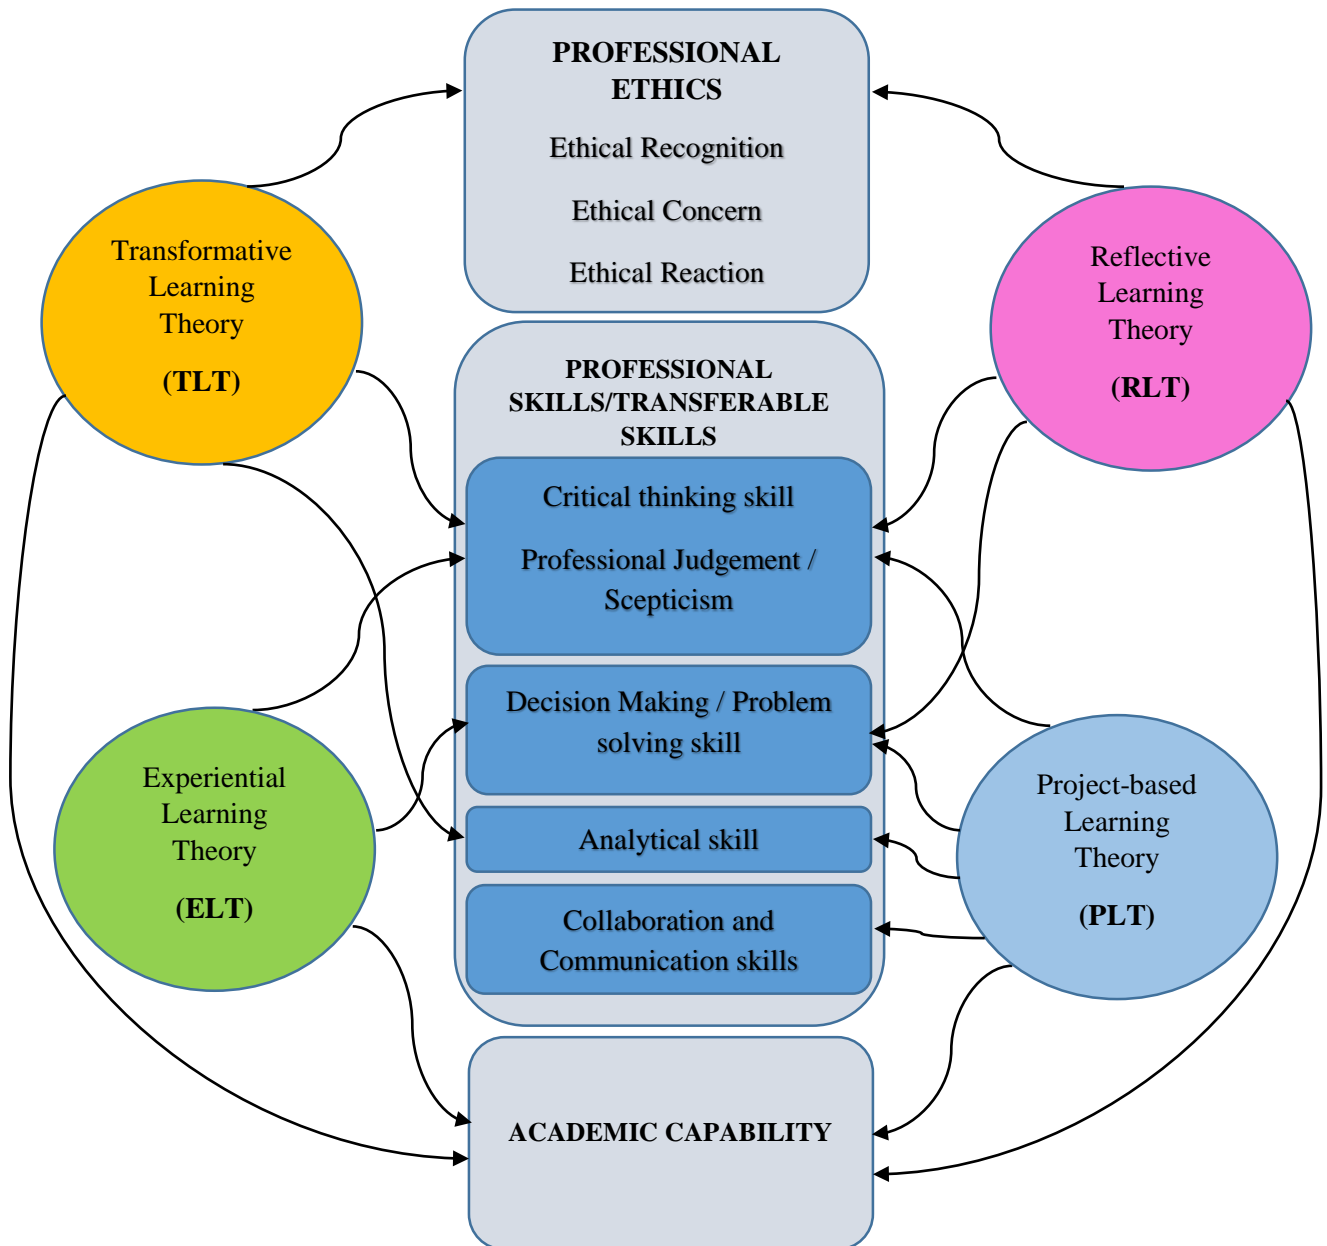 PROFESSIONAL
ETHICS
Ethical Recognition
Ethical Concern
Ethical Reaction
Transformative
Learning
Theory
(TLT)
Reflective
Learning
Theory
(RLT)
PROFESSIONAL
SKILLS/TRANSFERABLE
SKILLS
Critical thinking skill
Professional Judgement /
Scepticism
Decision Making / Problem
solving skill
Analytical skill
Collaboration and
Communication skills
Experiential
Learning
Theory
(ELT)
Project-based
Learning
Theory
(PLT)
ACADEMIC CAPABILITY